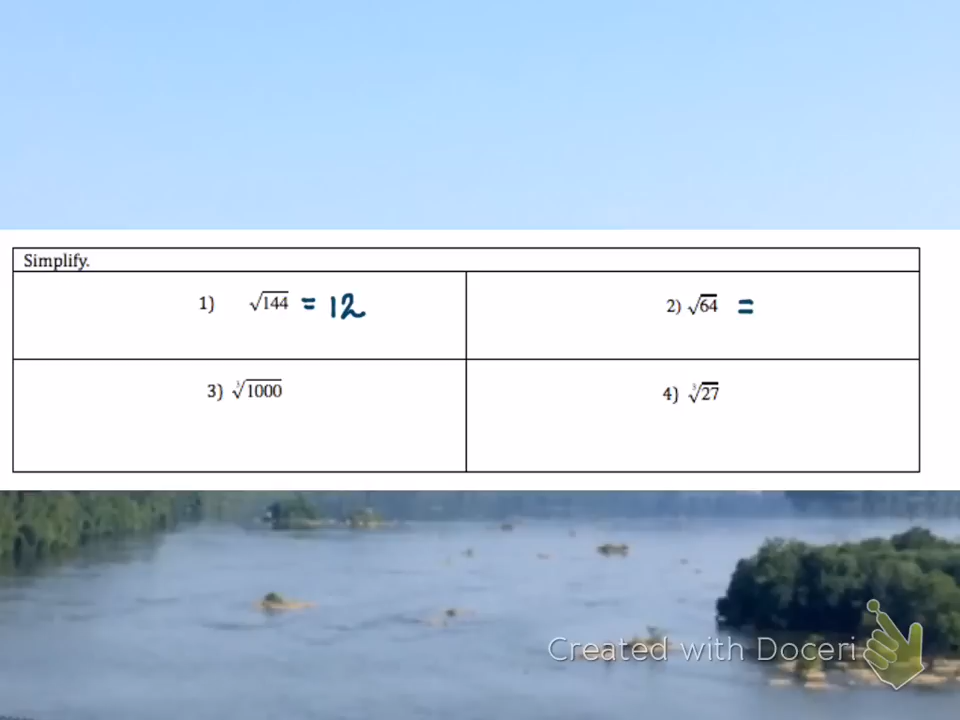 Simplify.
1) √144 = 12
2) √64 =
3) ∛1000
4) ∛27
Created with Doceri